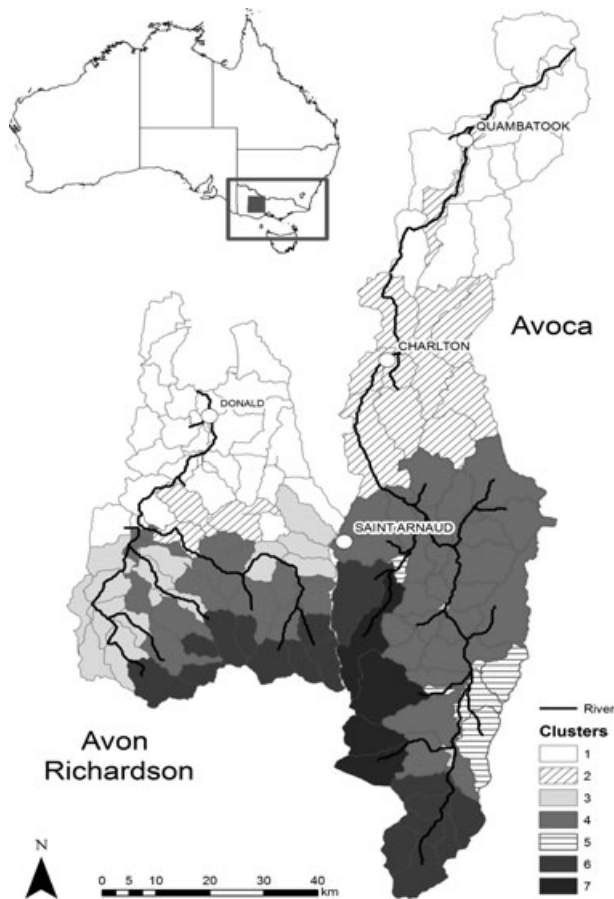 QUAMBATOOK
Avoca
CHARLTON
DONALD
SAINT ARNAUD
Avon
Richardson
River
Clusters
1
2
3
4
5
6
7
N
0 5 10 20 30 40
km